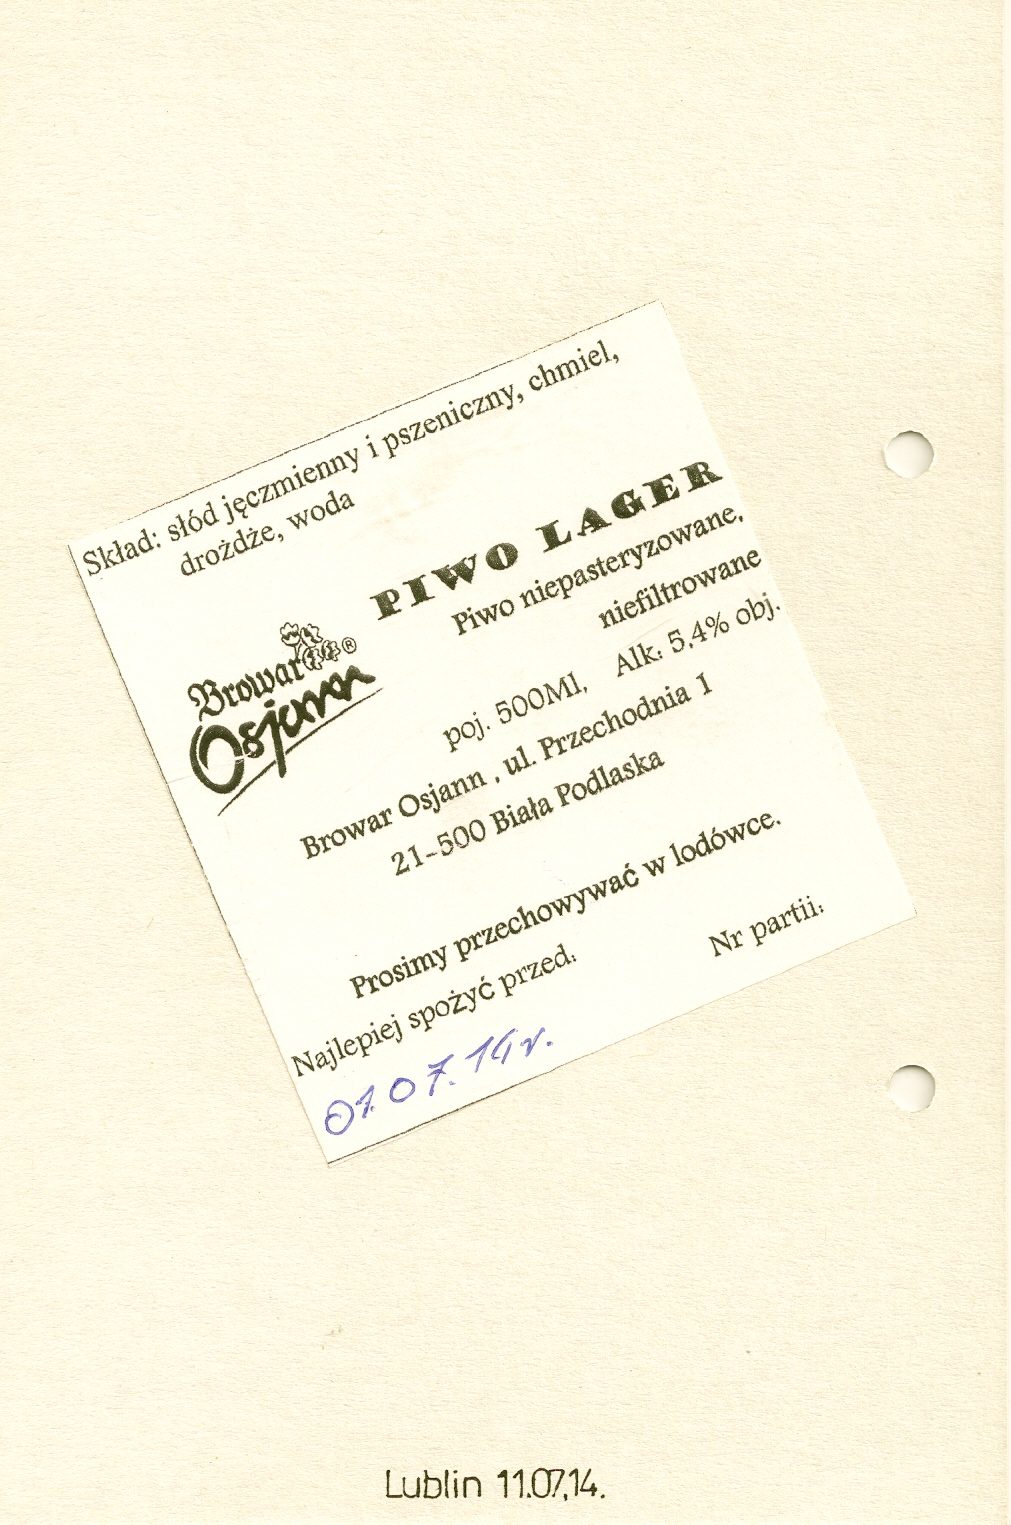 Skład: słód jęczmienny i pszeniczny, chmiel,
drożdże, woda
PIWO LAGER
Piwo niepasteryzowane,
niefiltrowane
Browar
Osjann ®
poj. 500Ml, Alk: 5,4% obj.
Browar Osjann , ul. Przechodnia 1
21-500 Biała Podlaska
Prosimy przechowywać w lodówce.
Najlepiej spożyć przed: Nr partii:
01.07.14r.
Lublin 11.07.14.